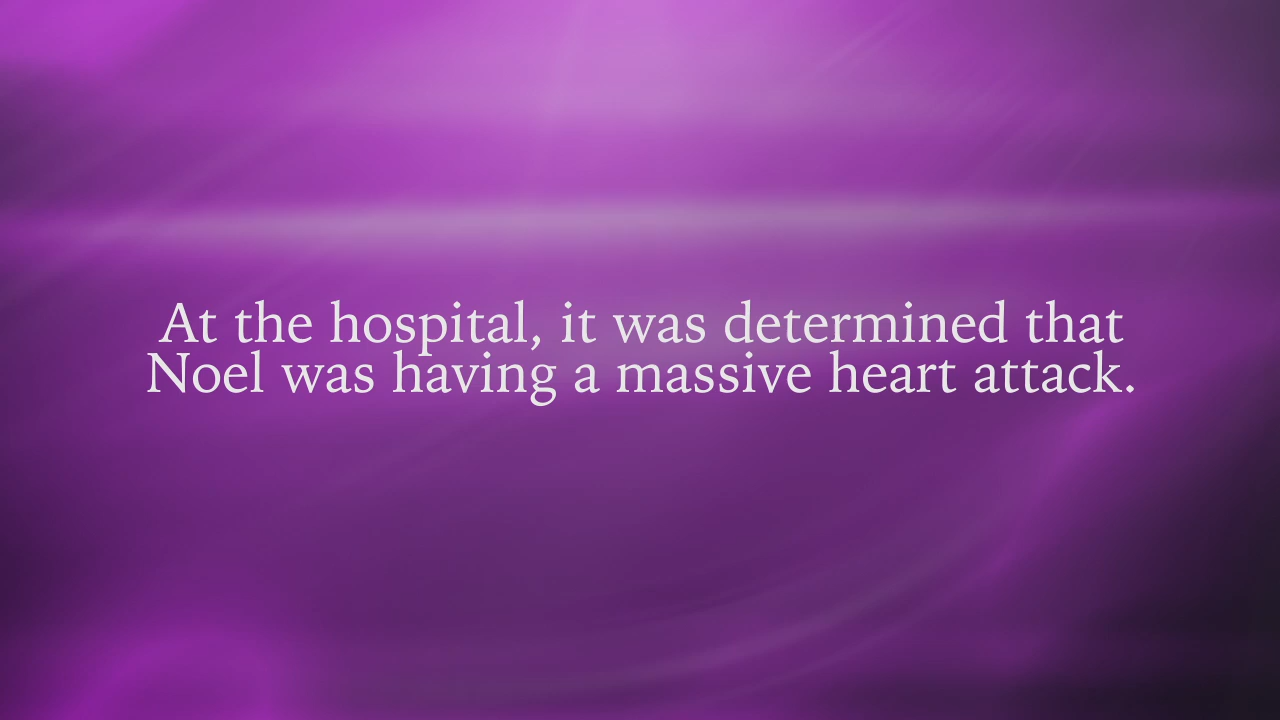 At the hospital, it was determined that
Noel was having a massive heart attack.